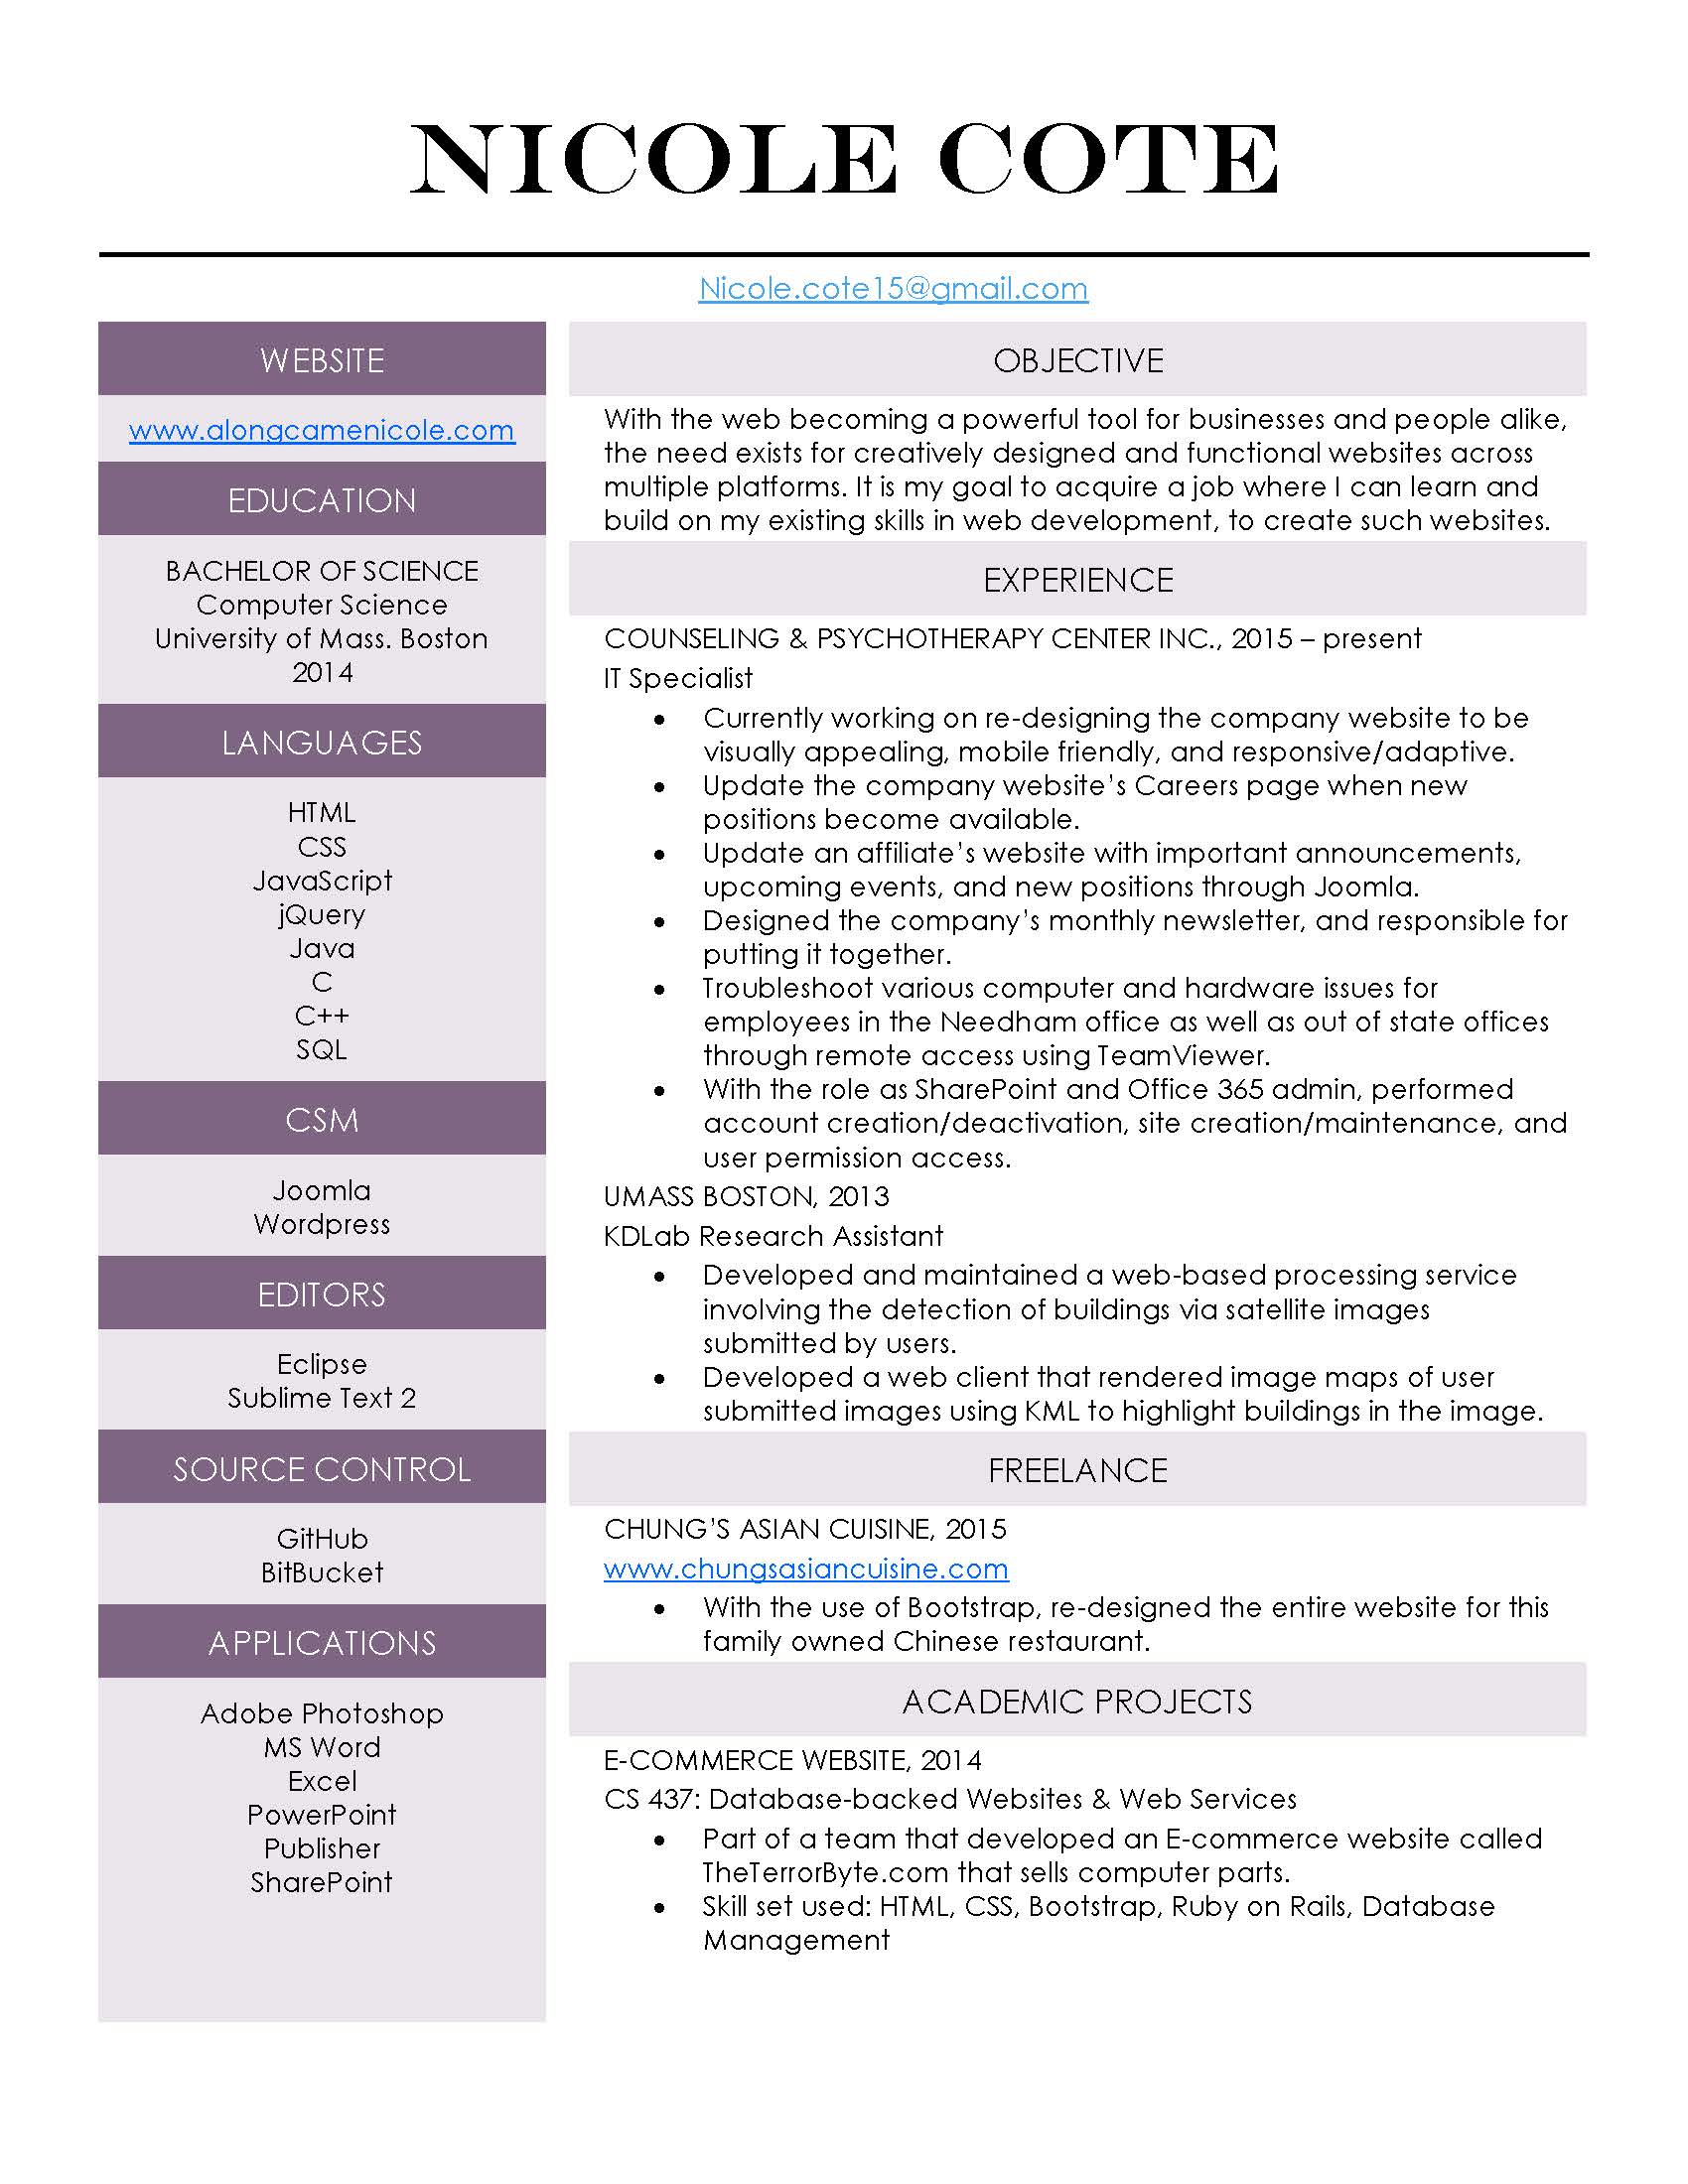 NICOLE COTE
Nicole.cote15@gmail.com
WEBSITE
www.alongcamenicole.com
EDUCATION
BACHELOR OF SCIENCE
Computer Science
University of Mass. Boston
2014
LANGUAGES
HTML
CSS
JavaScript
jQuery
Java
C
C++
SQL
CSM
Joomla
Wordpress
EDITORS
Eclipse
Sublime Text 2
SOURCE CONTROL
GitHub
BitBucket
APPLICATIONS
Adobe Photoshop
MS Word
Excel
PowerPoint
Publisher
SharePoint
OBJECTIVE
With the web becoming a powerful tool for businesses and people alike,
the need exists for creatively designed and functional websites across
multiple platforms. It is my goal to acquire a job where I can learn and
build on my existing skills in web development, to create such websites.
EXPERIENCE
COUNSELING & PSYCHOTHERAPY CENTER INC., 2015 – present
IT Specialist
• Currently working on re-designing the company website to be
visually appealing, mobile friendly, and responsive/adaptive.
• Update the company website’s Careers page when new
positions become available.
• Update an affiliate’s website with important announcements,
upcoming events, and new positions through Joomla.
• Designed the company’s monthly newsletter, and responsible for
putting it together.
• Troubleshoot various computer and hardware issues for
employees in the Needham office as well as out of state offices
through remote access using TeamViewer.
• With the role as SharePoint and Office 365 admin, performed
account creation/deactivation, site creation/maintenance, and
user permission access.
UMASS BOSTON, 2013
KDLab Research Assistant
• Developed and maintained a web-based processing service
involving the detection of buildings via satellite images
submitted by users.
• Developed a web client that rendered image maps of user
submitted images using KML to highlight buildings in the image.
FREELANCE
CHUNG’S ASIAN CUISINE, 2015
www.chungsasiancuisine.com
• With the use of Bootstrap, re-designed the entire website for this
family owned Chinese restaurant.
ACADEMIC PROJECTS
E-COMMERCE WEBSITE, 2014
CS 437: Database-backed Websites & Web Services
• Part of a team that developed an E-commerce website called
TheTerrorByte.com that sells computer parts.
• Skill set used: HTML, CSS, Bootstrap, Ruby on Rails, Database
Management